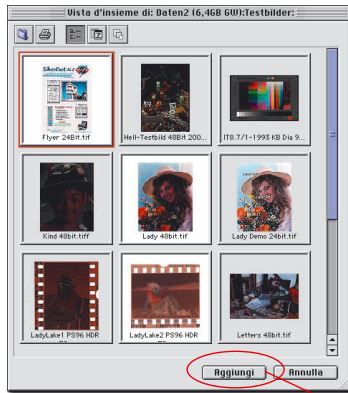 Vista d'insieme di: Daten2 (6,4GB GW):Testbilder:
Flyer 24Bit.tif
Hell-Testbild 48Bit 200...
IT8.7/1-1993 KB Dia 9...
Kind 48bit.tiff
Lady 48bit.tif
Lady Demo 24bit.tif
LadyLake1 PS96 HDR
LadyLake2 PS96 HDR
Letters 48bit.tif
Aggiungi
Annulla